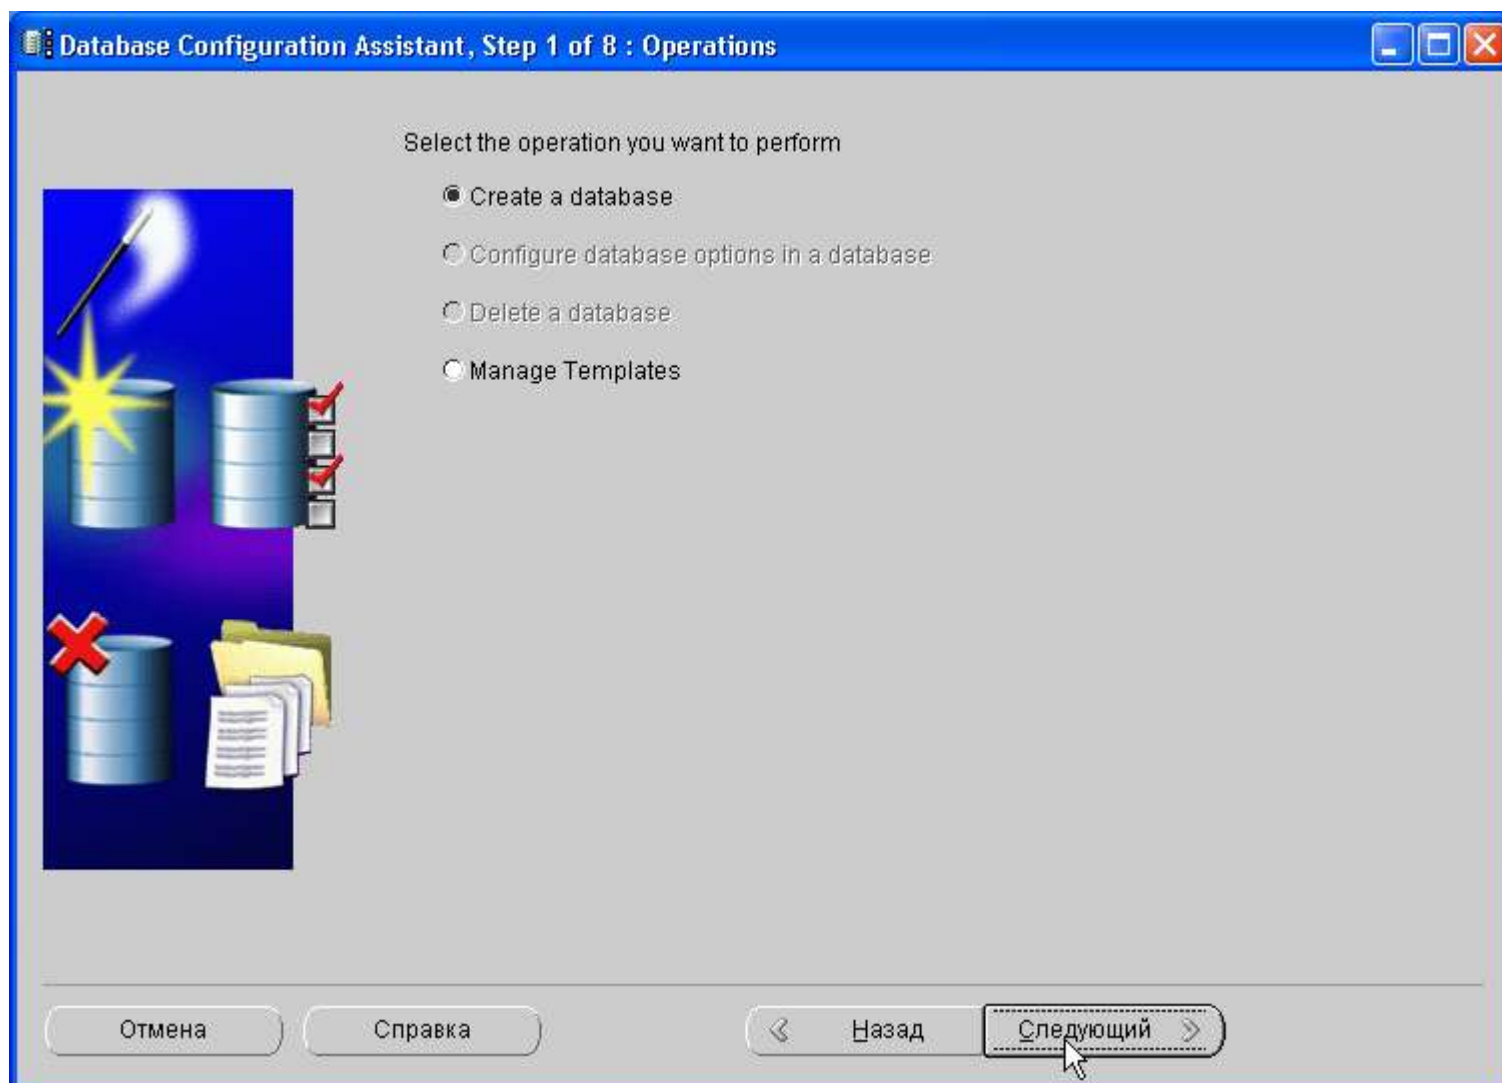 Database Configuration Assistant, Step 1 of 8 : Operations
Select the operation you want to perform
Create a database
Configure database options in a database
Delete a database
Manage Templates
Отмена
Справка
Назад
Следующий